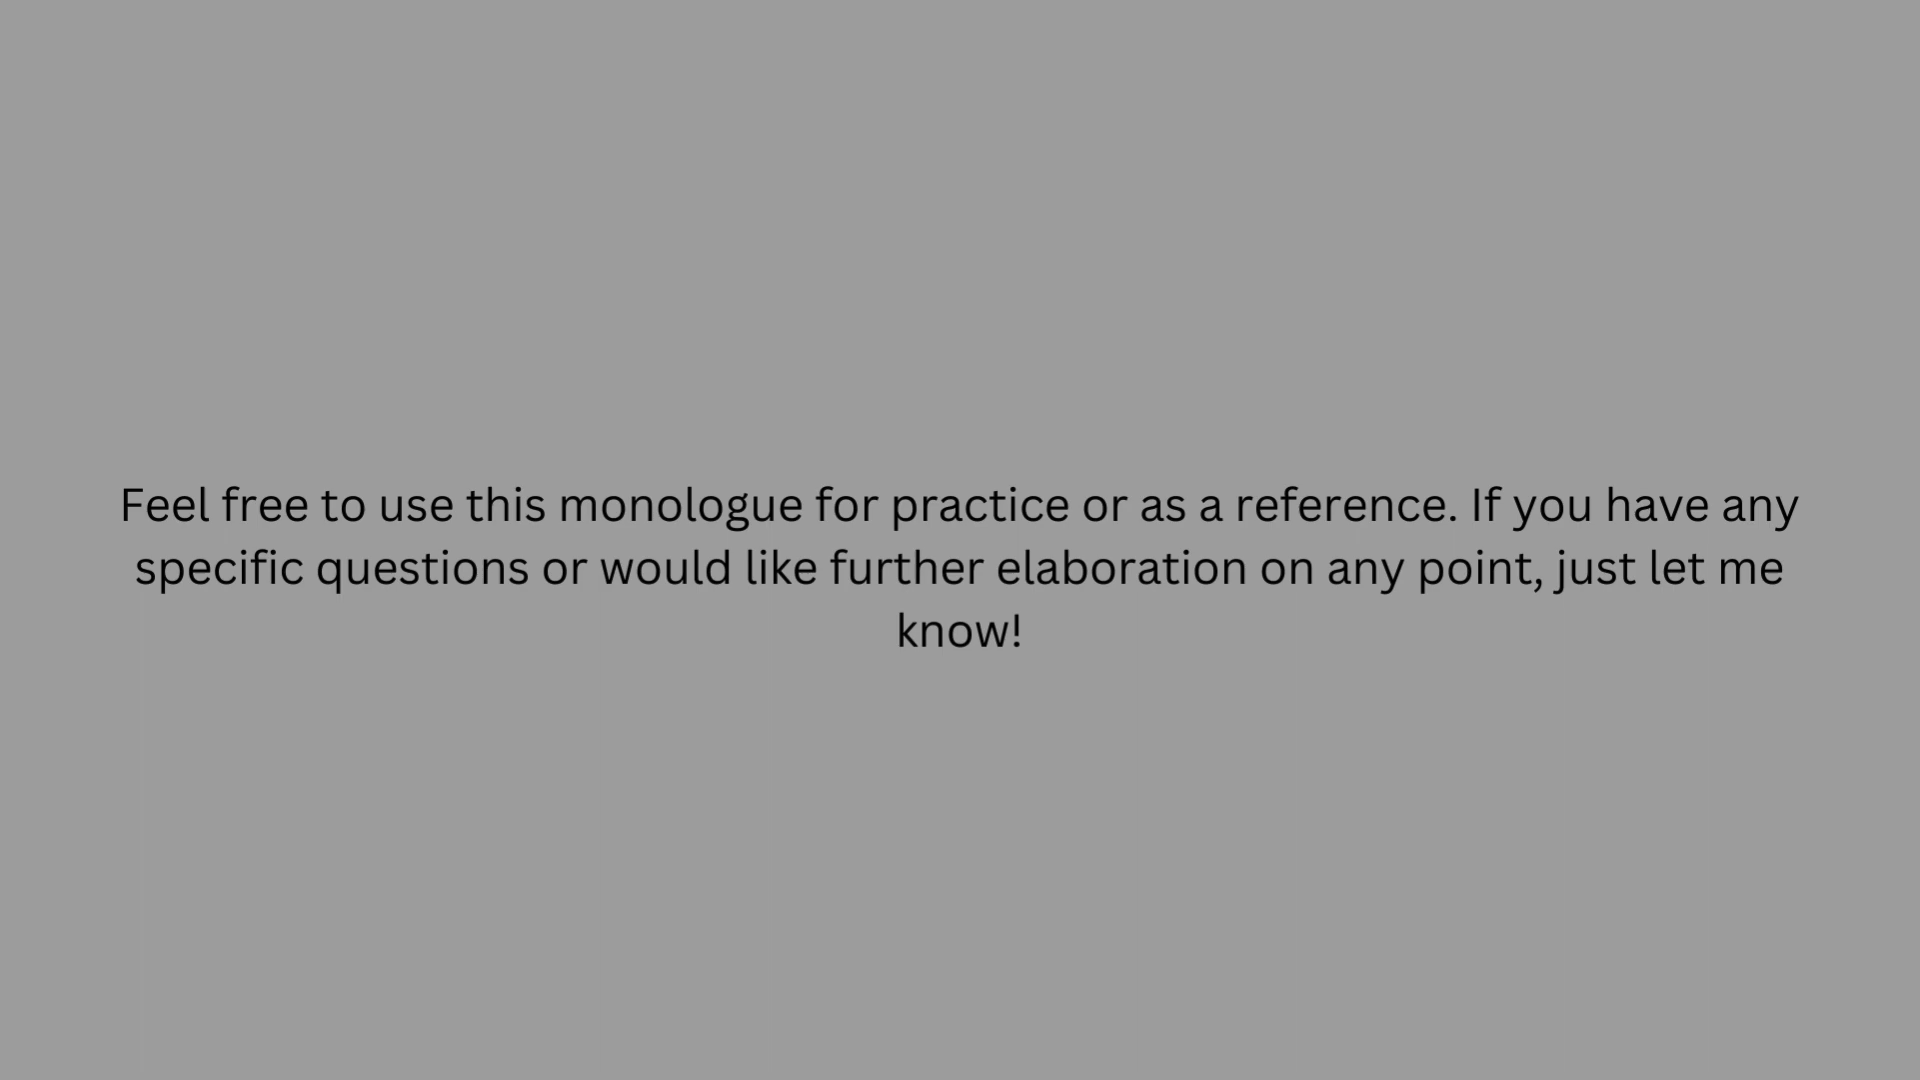 Feel free to use this monologue for practice or as a reference. If you have any
specific questions or would like further elaboration on any point, just let me
know!